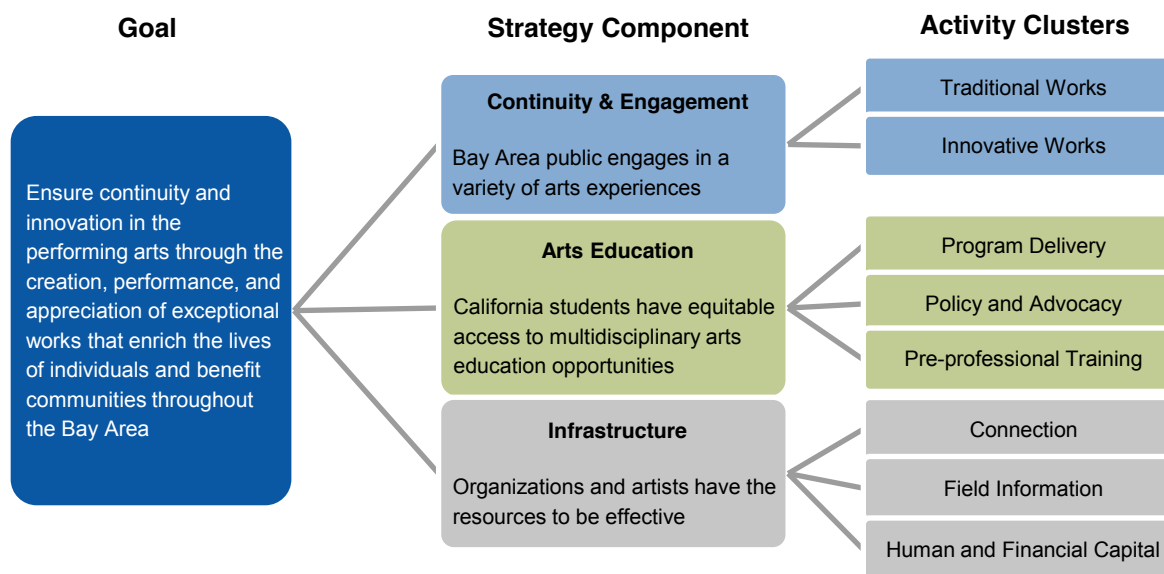 Goal
Strategy Component
Activity Clusters
Ensure continuity and
innovation in the
performing arts through the
creation, performance, and
appreciation of exceptional
works that enrich the lives
of individuals and benefit
communities throughout
the Bay Area
Continuity & Engagement
Bay Area public engages in a
variety of arts experiences
Traditional Works
Innovative Works
Arts Education
California students have equitable
access to multidisciplinary arts
education opportunities
Program Delivery
Policy and Advocacy
Pre-professional Training
Infrastructure
Organizations and artists have the
resources to be effective
Connection
Field Information
Human and Financial Capital